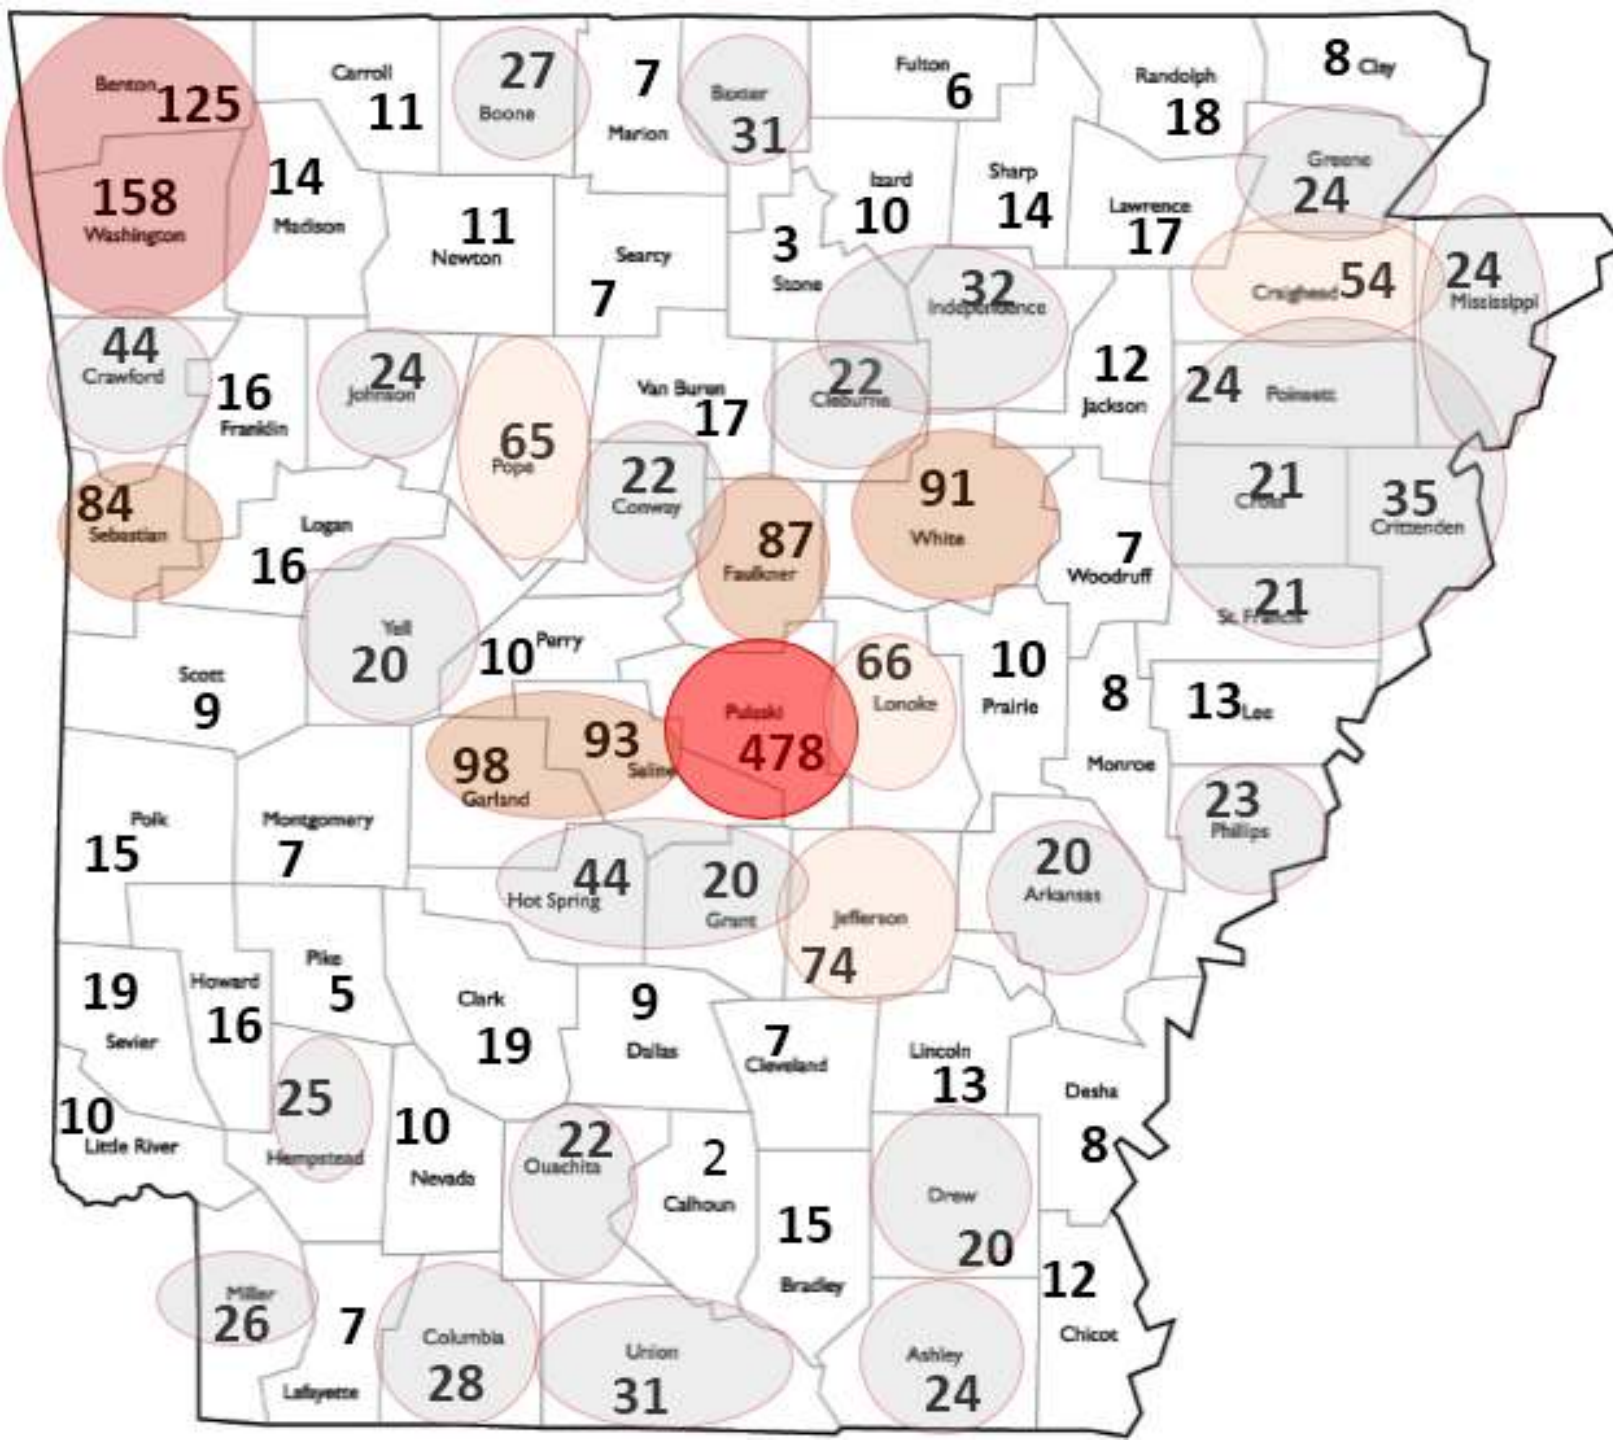 Benton 125
Carroll
11
27
Boone
7
Marion
Baxter
31
Fulton
6
Randolph
18
8 Clay
158
Washington
14
Madison
11
Newton
Searcy
7
3
Stone
Izard
10
Sharp
14
Lawrence
17
Greene
24
32
Independence
Craighead 54
24
Mississippi
44
Crawford
16
Franklin
24
Johnson
65
Pope
Van Buren
17
22
Cleburne
12
Jackson
24 Poinsett
84
Sebastian
Logan
16
22
Conway
87
Faulkner
91
White
7
Woodruff
21
Cross
35
Crittenden
21
St. Francis
Scott
9
Yell
20
10 Perry
98
Garland
93
Saline
Pulaski
478
66
Lonoke
10
Prairie
8
Monroe
13 Lee
Polk
15
Montgomery
7
44
Hot Spring
20
Grant
Jefferson
74
20
Arkansas
23
Phillips
19
Sevier
Howard
16
Pike
5
Clark
19
9
Dallas
7
Cleveland
Lincoln
13
Desha
8
10
Little River
25
Hempstead
10
Nevada
22
Ouachita
2
Calhoun
15
Bradley
Drew
20
12
Chicot
Miller
26
7
Lafayette
Columbia
28
Union
31
Ashley
24